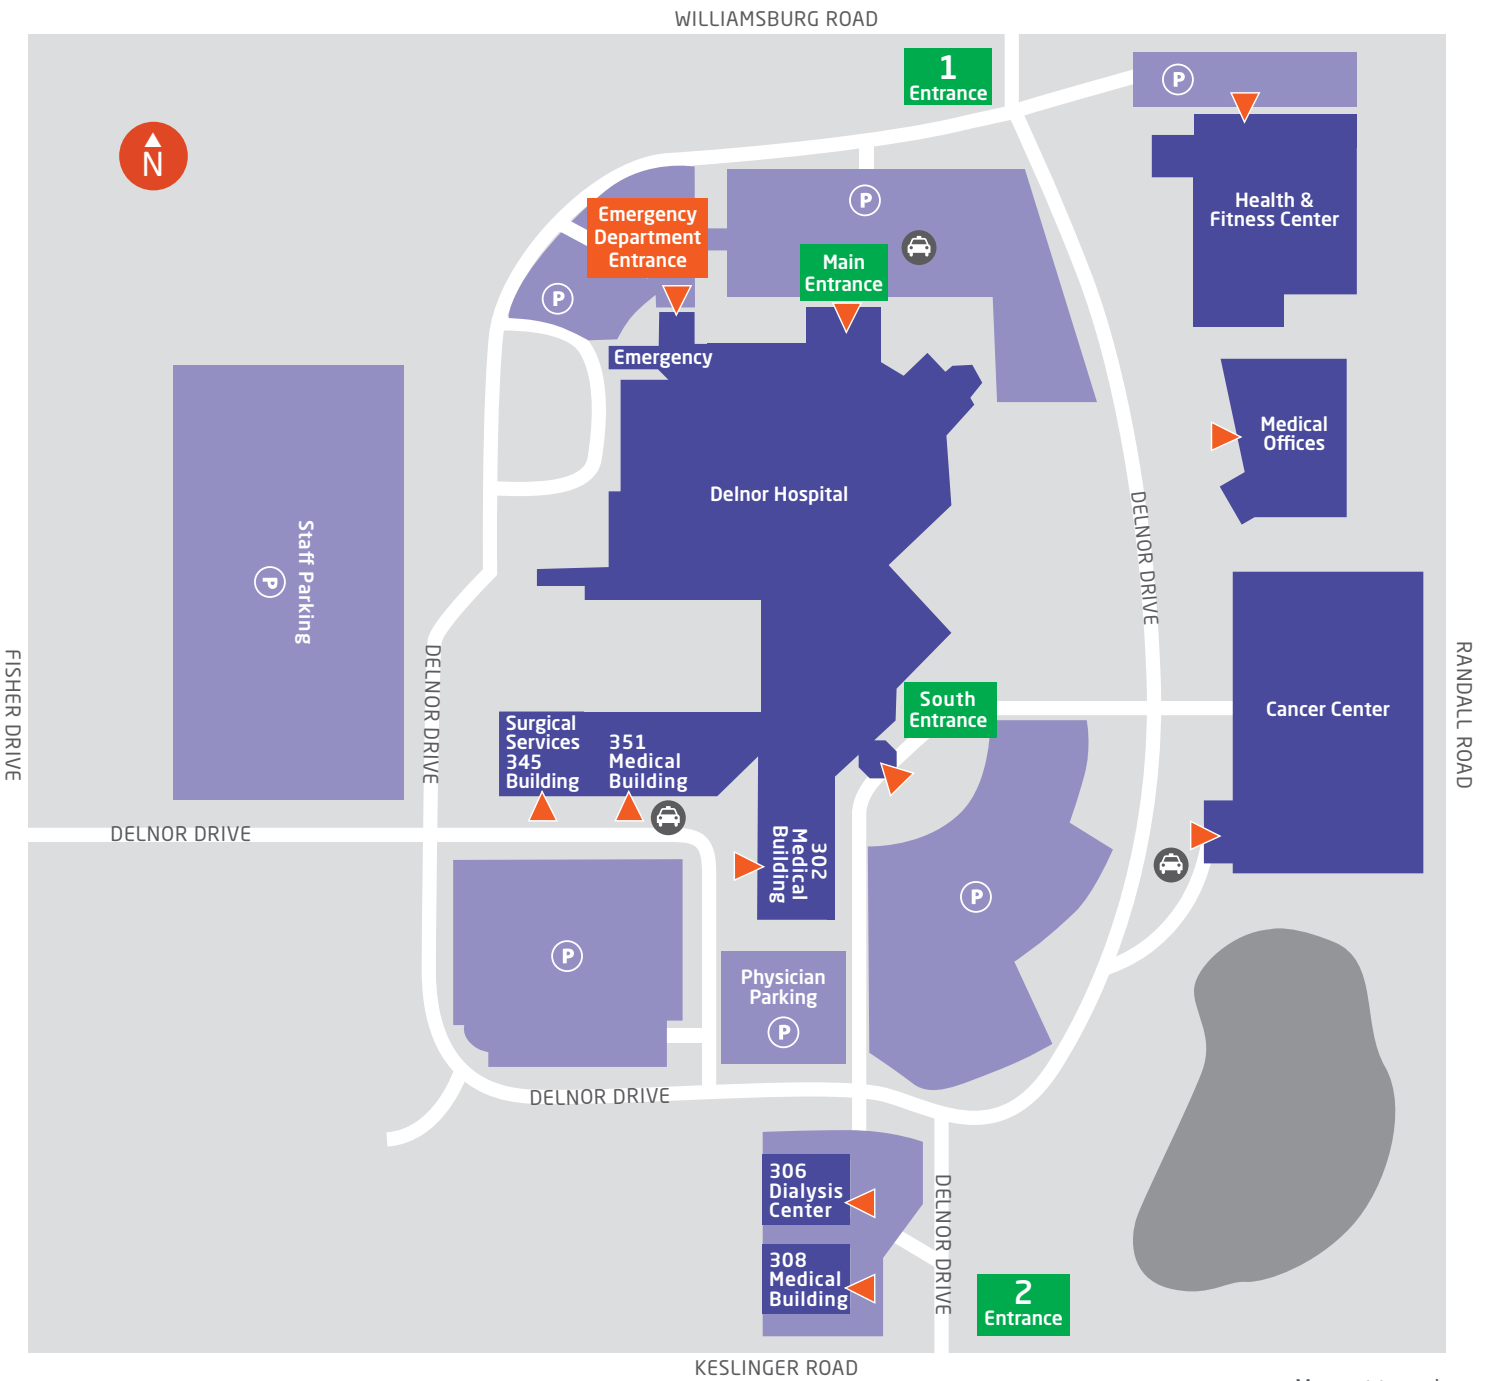 WILLIAMSBURG ROAD
1
Entrance
P
N
Health &
Fitness Center
P
Emergency
Department
Entrance
Main
Entrance
P
Emergency
Medical
Offices
Delnor Hospital
DELNOR DRIVE
Staff Parking
P
FISHER DRIVE
DELNOR DRIVE
RANDALL ROAD
South
Entrance
Cancer Center
Surgical
Services
345
Building
351
Medical
Building
DELNOR DRIVE
302
Medical
Building
P
P
Physician
Parking
P
DELNOR DRIVE
306
Dialysis
Center
DELNOR DRIVE
308
Medical
Building
2
Entrance
KESLINGER ROAD